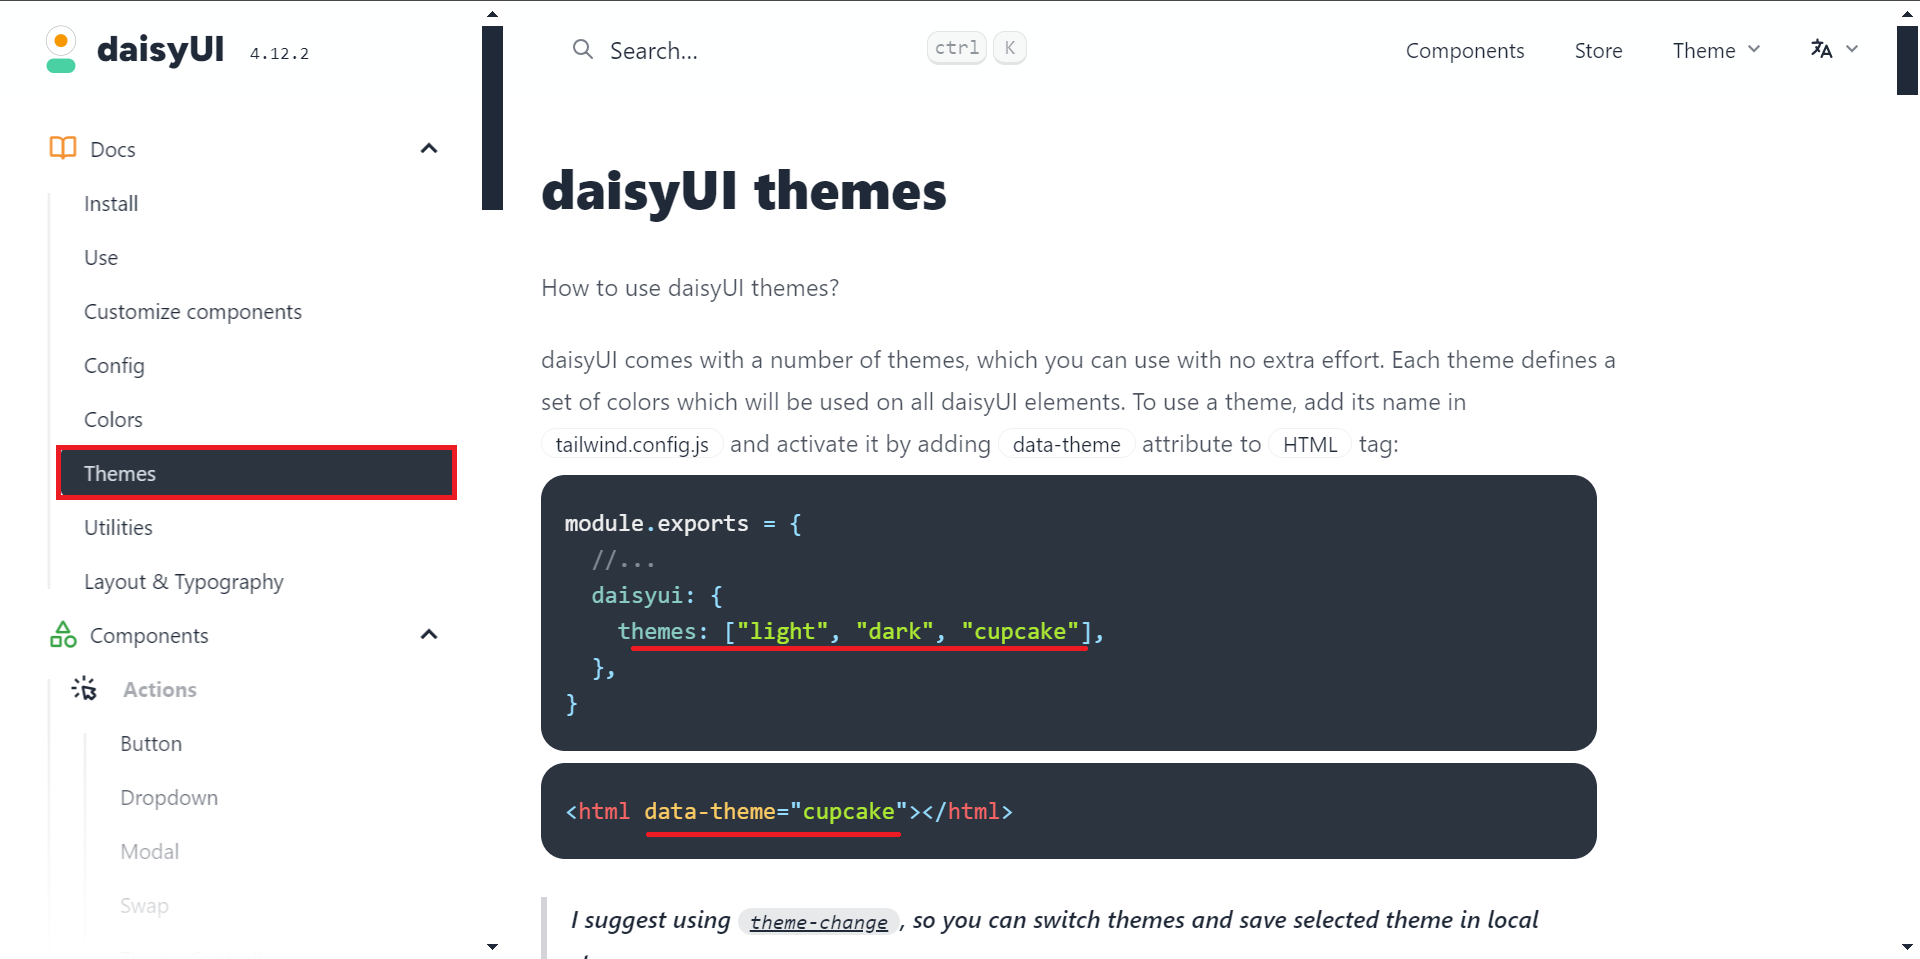 daisyUI 4.12.2
Search...
ctrl K
Components
Store
Theme
Docs
Install
Use
Customize components
Config
Colors
Themes
Utilities
Layout & Typography
Components
Actions
Button
Dropdown
Modal
Swap
daisyUI themes
How to use daisyUI themes?
daisyUI comes with a number of themes, which you can use with no extra effort. Each theme defines a
set of colors which will be used on all daisyUI elements. To use a theme, add its name in
tailwind.config.js and activate it by adding data-theme attribute to HTML tag:
module.exports = {
//...
daisyui: {
themes: ["light", "dark", "cupcake"],
},
}
<html data-theme="cupcake"></html>
I suggest using theme-change, so you can switch themes and save selected theme in local